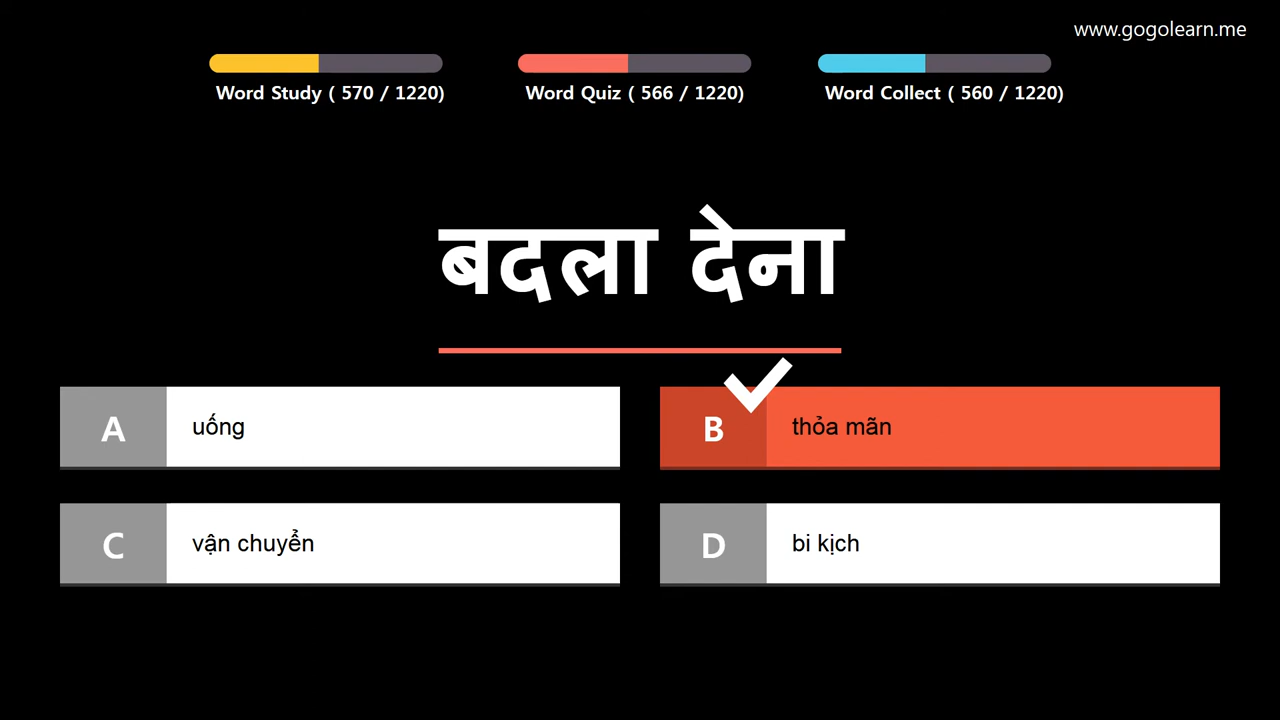 www.gogolearn.me
Word Study ( 570 / 1220)
Word Quiz ( 566 / 1220)
Word Collect ( 560 / 1220)
बदला देना
A uống
B thỏa mãn
C vận chuyển
D bi kịch